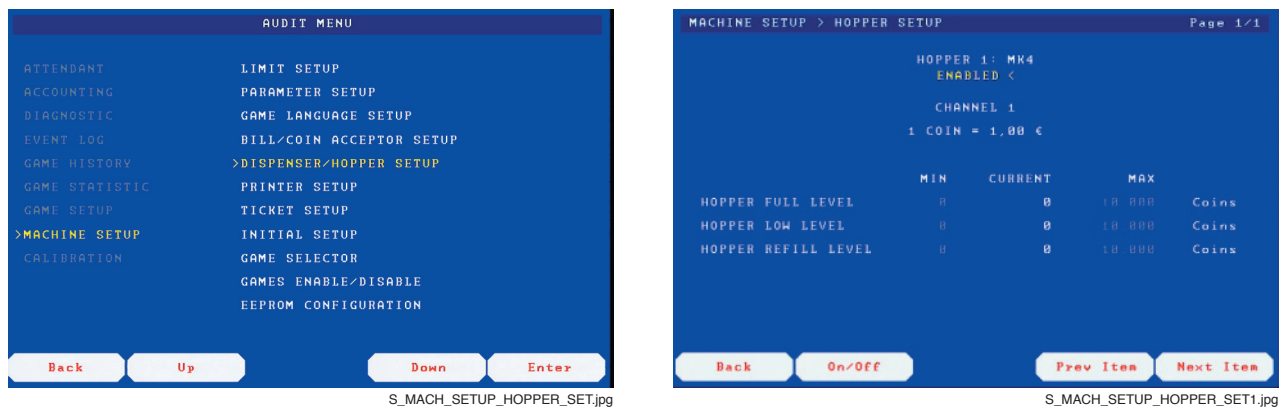 AUDIT MENU
ATTENDANT LIMIT SETUP
ACCOUNTING PARAMETER SETUP
DIAGNOSTIC GAME LANGUAGE SETUP
EVENT LOG BILL/COIN ACCEPTOR SETUP
GAME HISTORY >DISPENSER/HOPPER SETUP
GAME STATISTIC PRINTER SETUP
GAME SETUP TICKET SETUP
>MACHINE SETUP INITIAL SETUP
CALIBRATION GAME SELECTOR
GAMES ENABLE/DISABLE
EEPROM CONFIGURATION
Back Up Down Enter
S_MACH_SETUP_HOPPER_SET.jpg
MACHINE SETUP > HOPPER SETUP Page 1/1
HOPPER 1: MK4
ENABLED <
CHANNEL 1
1 COIN = 1,00 €
MIN CURRENT MAX
HOPPER FULL LEVEL 0 0 10.000 Coins
HOPPER LOW LEVEL 0 0 10.000 Coins
HOPPER REFILL LEVEL 0 0 10.000 Coins
Back On/Off Prev Item Next Item
S_MACH_SETUP_HOPPER_SET1.jpg